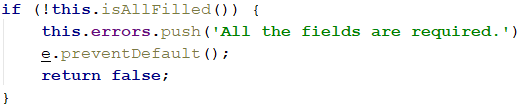 if (!this.isAllFilled()) {
    this.errors.push('All the fields are required.')
    e.preventDefault();
    return false;
}